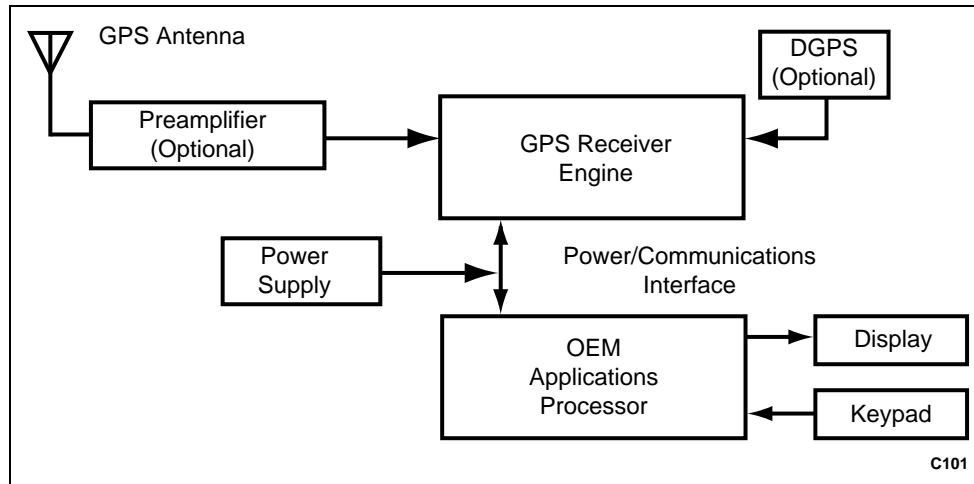 GPS Antenna
DGPS
(Optional)
Preamplifier
(Optional)
GPS Receiver
Engine
Power
Supply
Power/Communications
Interface
OEM
Applications
Processor
Display
Keypad
C101